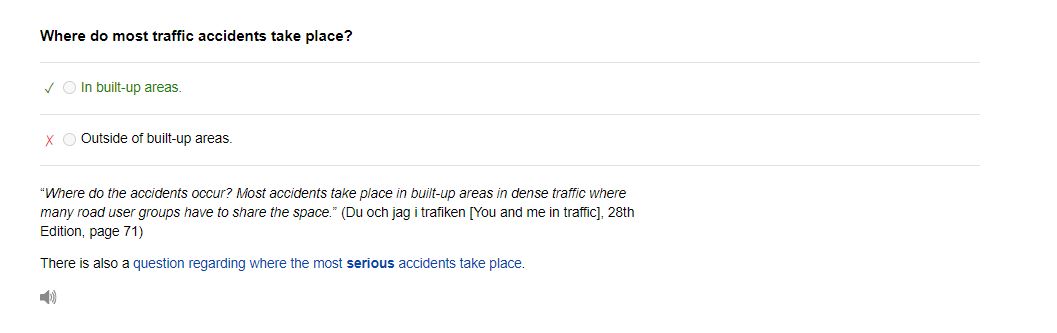 Where do most traffic accidents take place?
✓ In built-up areas.
X Outside of built-up areas.
“Where do the accidents occur? Most accidents take place in built-up areas in dense traffic where
many road user groups have to share the space.” (Du och jag i trafiken [You and me in traffic], 28th
Edition, page 71)
There is also a question regarding where the most serious accidents take place.